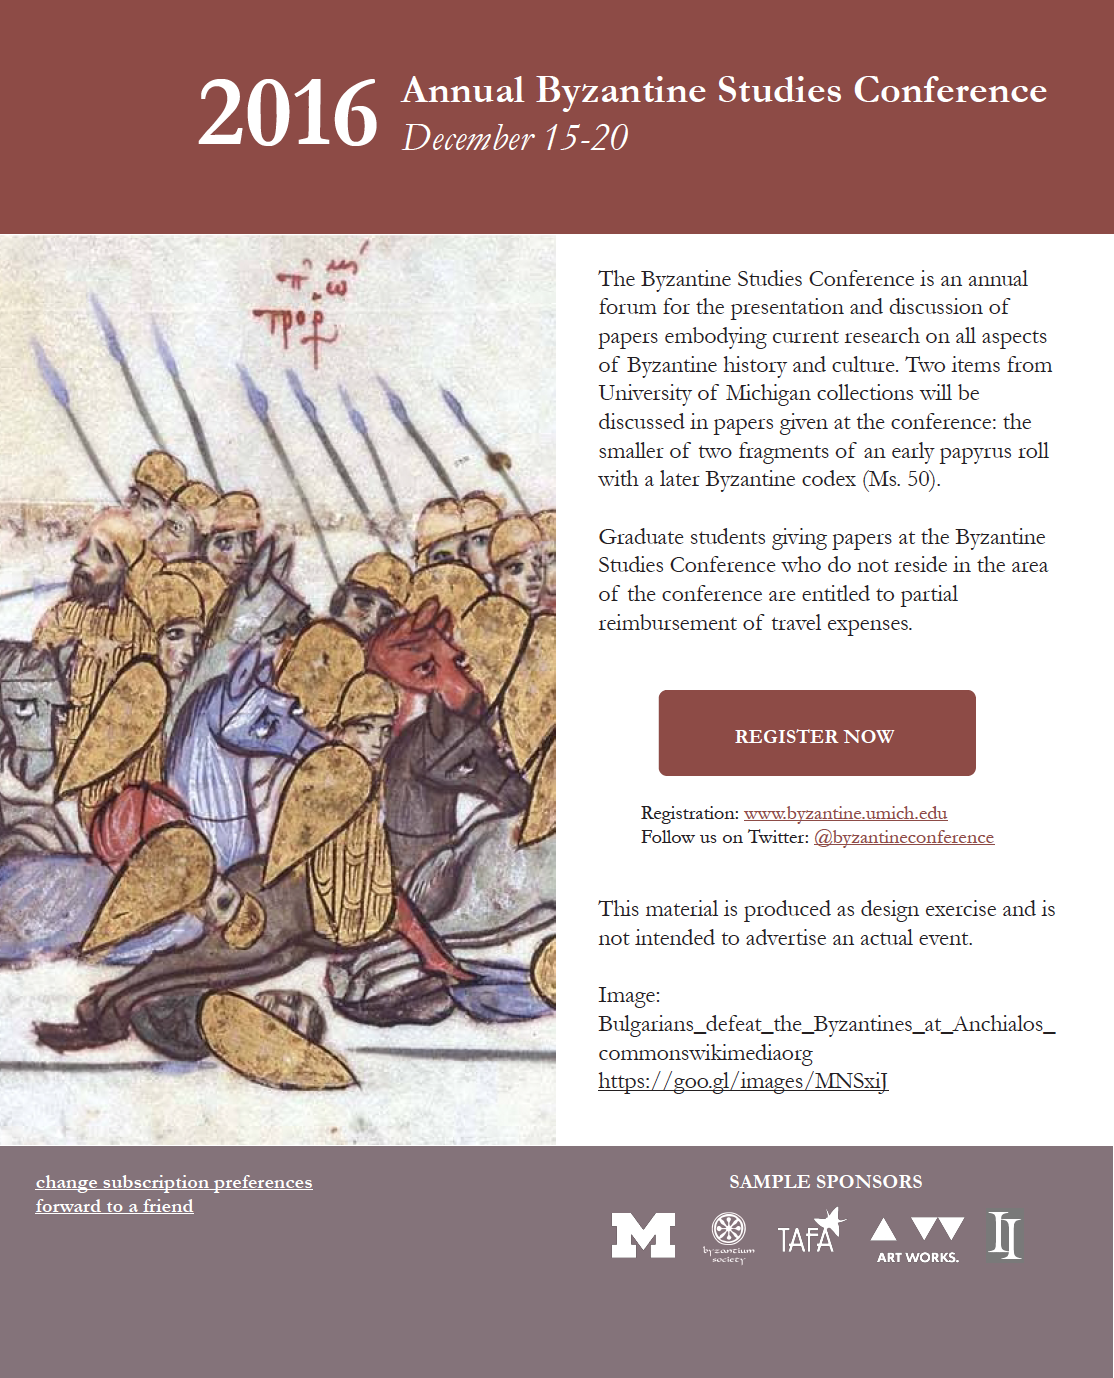 2016
Annual Byzantine Studies Conference
December 15-20
The Byzantine Studies Conference is an annual
forum for the presentation and discussion of
papers embodying current research on all aspects
of Byzantine history and culture. Two items from
University of Michigan collections will be
discussed in papers given at the conference: the
smaller of two fragments of an early papyrus roll
with a later Byzantine codex (Ms. 50).
Graduate students giving papers at the Byzantine
Studies Conference who do not reside in the area
of the conference are entitled to partial
reimbursement of travel expenses.
REGISTER NOW
Registration: www.byzantine.umich.edu
Follow us on Twitter: @byzantineconference
This material is produced as design exercise and is
not intended to advertise an actual event.
Image:
Bulgarians_defeat_the_Byzantines_at_Anchialos_
commonswikimediaorg
https://goo.gl/images/MNSxiJ
change subscription preferences
forward to a friend
SAMPLE SPONSORS
M
byzantium
society
TAFA
ART WORKS.